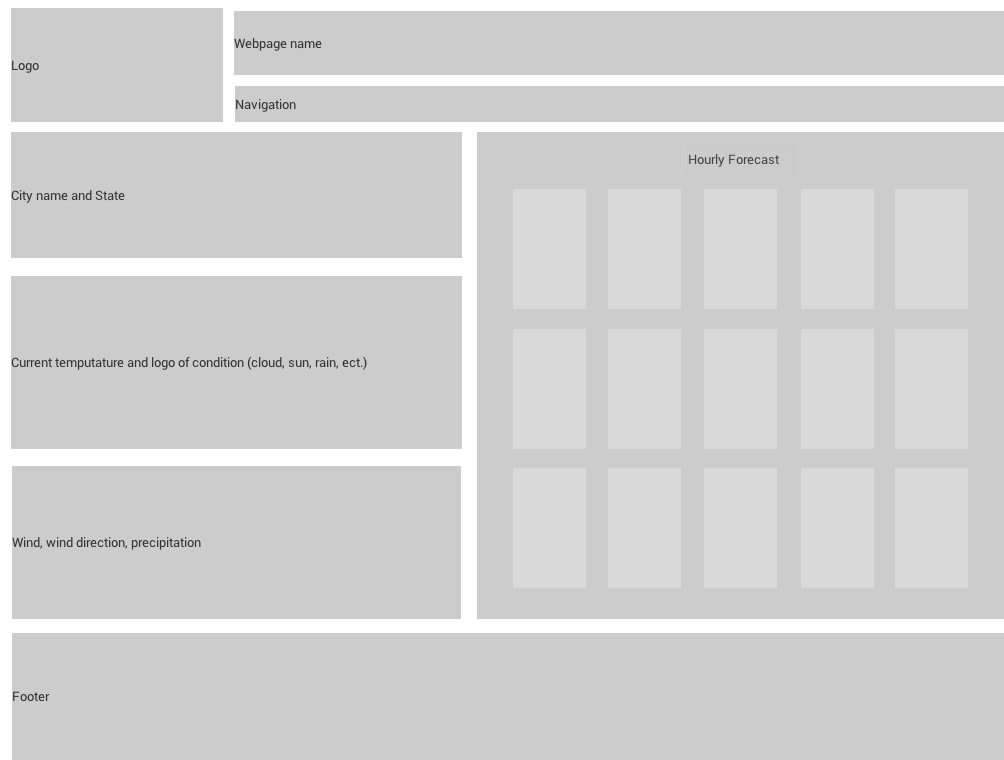 Logo
Webpage name
Navigation
City name and State
Hourly Forecast
Current temputature and logo of condition (cloud, sun, rain, ect.)
Wind, wind direction, precipitation
Footer